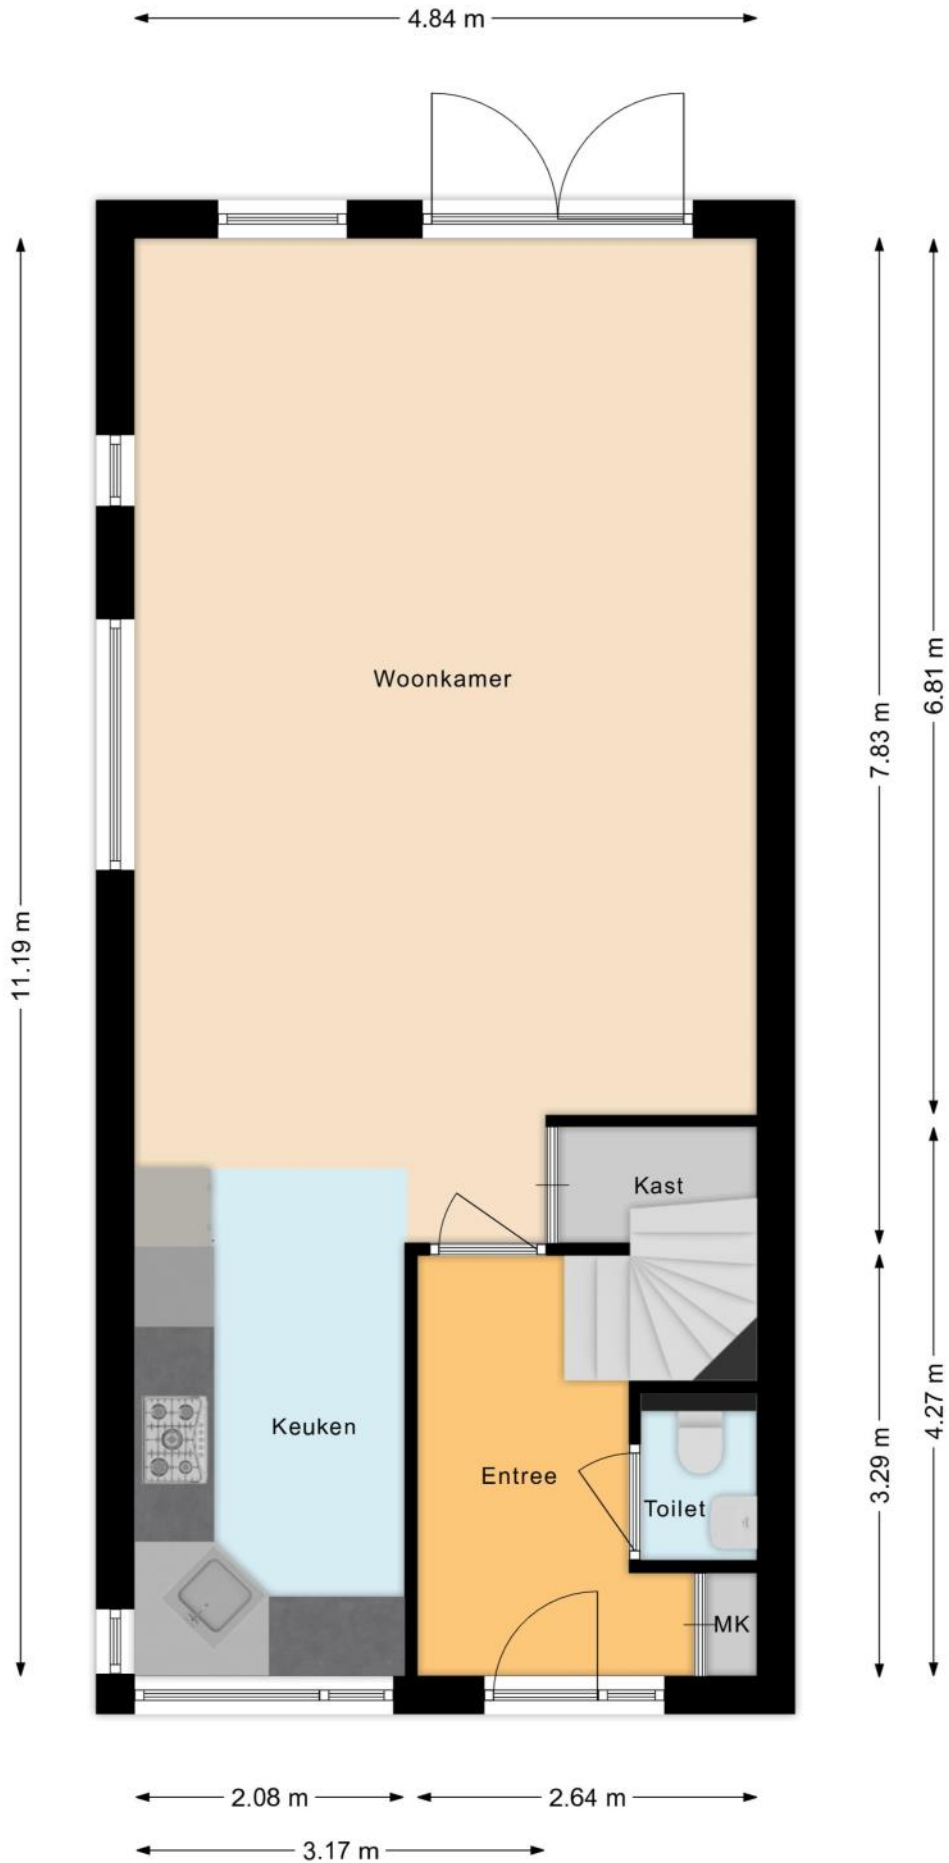 4.84 m
Woonkamer
6.81 m
7.83 m
11.19 m
Kast
Keuken
4.27 m
3.29 m
Entree
Toilet
MK
2.08 m
2.64 m
3.17 m